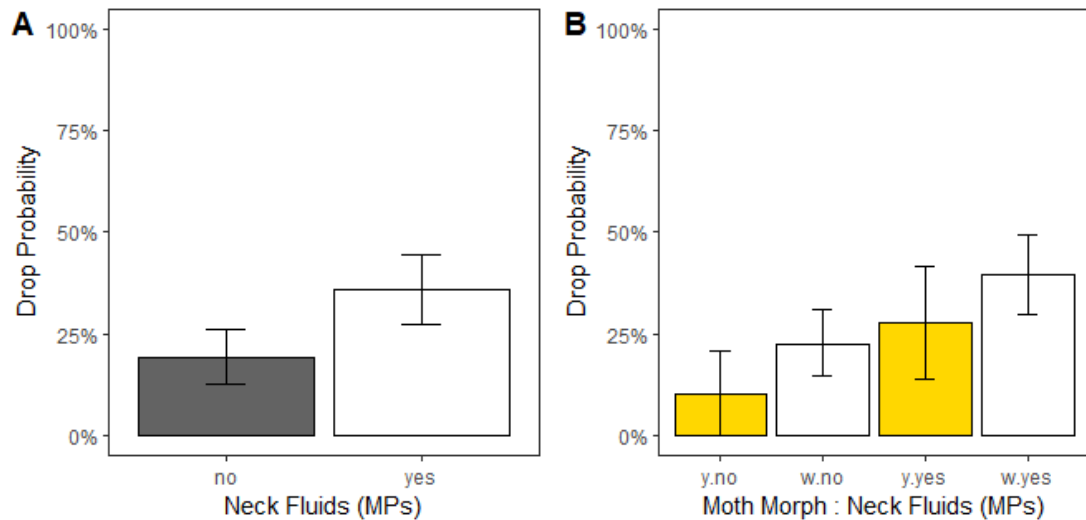 A
100%
75%
50%
25%
0%
Drop Probability
no yes
Neck Fluids (MPs)
B
100%
75%
50%
25%
0%
Drop Probability
y.no w.no y.yes w.yes
Moth Morph : Neck Fluids (MPs)